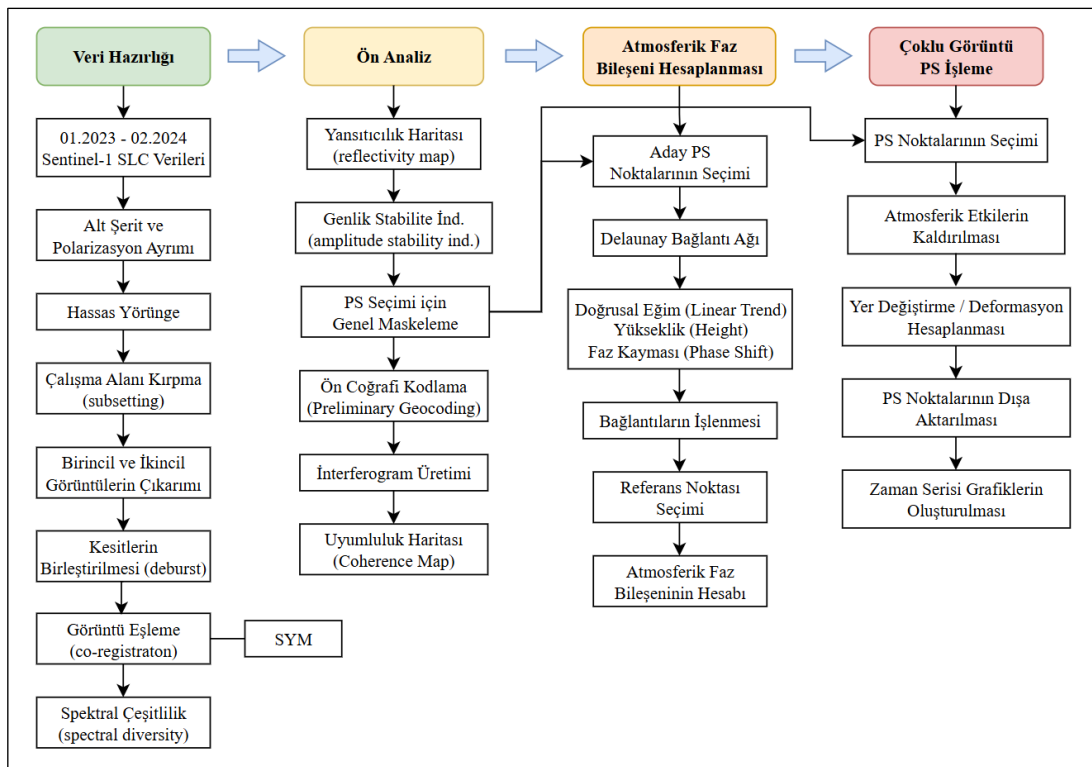 Veri Hazırlığı
01.2023 - 02.2024
Sentinel-1 SLC Verileri
Alt Şerit ve
Polarizasyon Ayrımı
Hassas Yörünge
Çalışma Alanı Kırpma
(subsetting)
Birincil ve İkincil
Görüntülerin Çıkarımı
Kesitlerin
Birleştirilmesi (deburst)
Görüntü Eşleme
(co-registraton)
SYM
Spektral Çeşitlilik
(spectral diversity)
Ön Analiz
Yansıtıcılık Haritası
(reflectivity map)
Genlik Stabilite İnd.
(amplitude stability ind.)
PS Seçimi için
Genel Maskeleme
Ön Coğrafi Kodlama
(Preliminary Geocoding)
İnterferogram Üretimi
Uyumluluk Haritası
(Coherence Map)
Atmosferik Faz
Bileşeni Hesaplanması
Aday PS
Noktalarının Seçimi
Delaunay Bağlantı Ağı
Doğrusal Eğim (Linear Trend)
Yükseklik (Height)
Faz Kayması (Phase Shift)
Bağlantıların İşlenmesi
Referans Noktası
Seçimi
Atmosferik Faz
Bileşeninin Hesabı
Çoklu Görüntü
PS İşleme
PS Noktalarının Seçimi
Atmosferik Etkilerin
Kaldırılması
Yer Değiştirme / Deformasyon
Hesaplanması
PS Noktalarının Dışa
Aktarılması
Zaman Serisi Grafiklerin
Oluşturulması